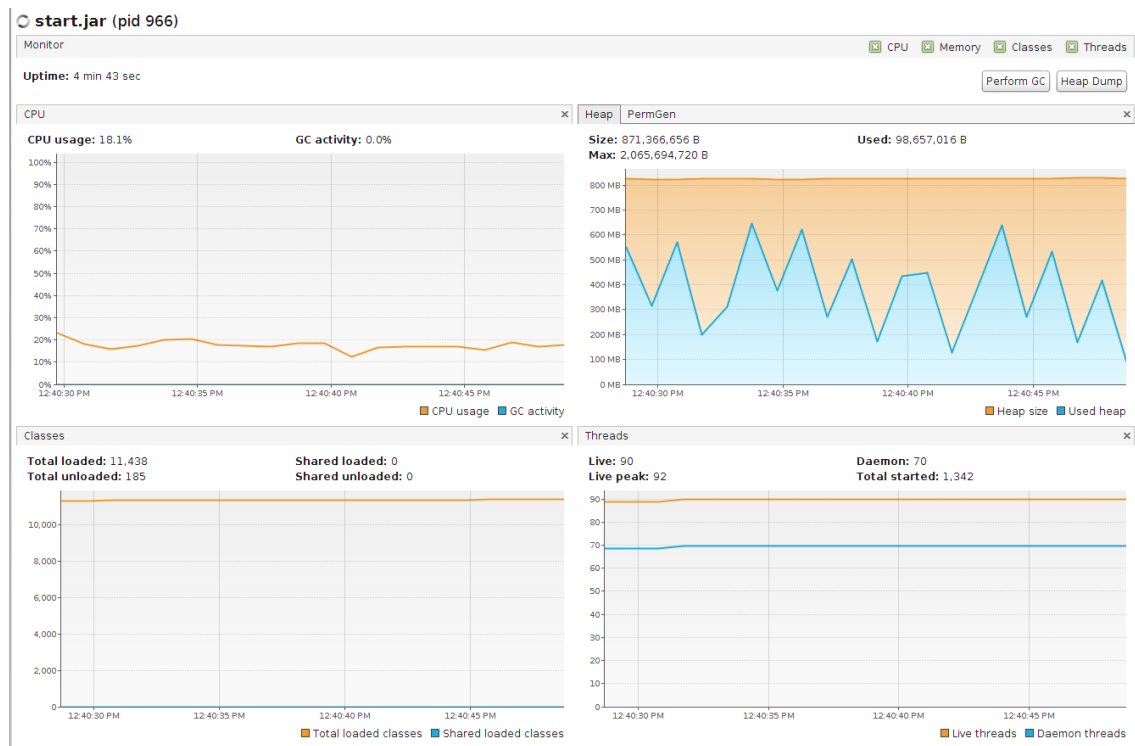 start.jar (pid 966)
Monitor
CPU Memory Classes Threads
Uptime: 4 min 43 sec
Perform GC Heap Dump
CPU
CPU usage: 18.1% GC activity: 0.0%
100%
90%
80%
70%
60%
50%
40%
30%
20%
10%
0%
12:40:30 PM 12:40:35 PM 12:40:40 PM 12:40:45 PM
CPU usage GC activity
Heap PermGen
Size: 871,366,656 B Used: 98,657,016 B
Max: 2,065,694,720 B
800 MB
700 MB
600 MB
500 MB
400 MB
300 MB
200 MB
100 MB
0 MB
12:40:30 PM 12:40:35 PM 12:40:40 PM 12:40:45 PM
Heap size Used heap
Classes
Total loaded: 11,438 Shared loaded: 0
Total unloaded: 185 Shared unloaded: 0
10,000
8,000
6,000
4,000
2,000
0
12:40:30 PM 12:40:35 PM 12:40:40 PM 12:40:45 PM
Total loaded classes Shared loaded classes
Threads
Live: 90 Daemon: 70
Live peak: 92 Total started: 1,342
90
80
70
60
50
40
30
20
10
0
12:40:30 PM 12:40:35 PM 12:40:40 PM 12:40:45 PM
Live threads Daemon threads